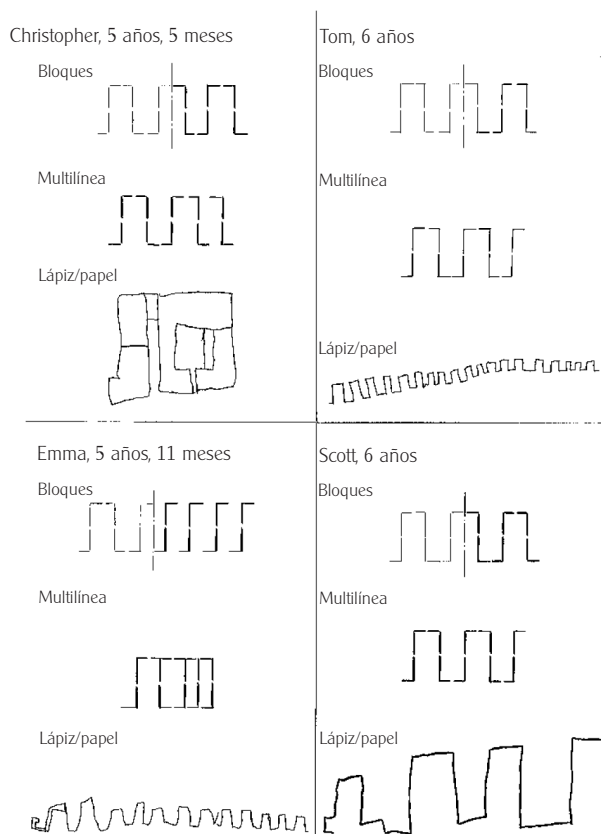 Christopher, 5 años, 5 meses
Bloques
Multilínea
Lápiz/papel
Tom, 6 años
Bloques
Multilínea
Lápiz/papel
Emma, 5 años, 11 meses
Bloques
Multilínea
Lápiz/papel
Scott, 6 años
Bloques
Multilínea
Lápiz/papel